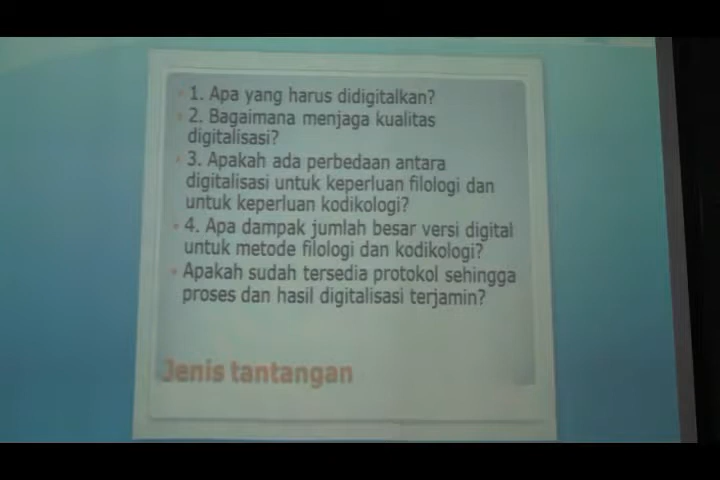 1. Apa yang harus didigitalkan?
2. Bagaimana menjaga kualitas
digitalisasi?
3. Apakah ada perbedaan antara
digitalisasi untuk keperluan filologi dan
untuk keperluan kodikologi?
4. Apa dampak jumlah besar versi digital
untuk metode filologi dan kodikologi?
Apakah sudah tersedia protokol sehingga
proses dan hasil digitalisasi terjamin?
Jenis tantangan